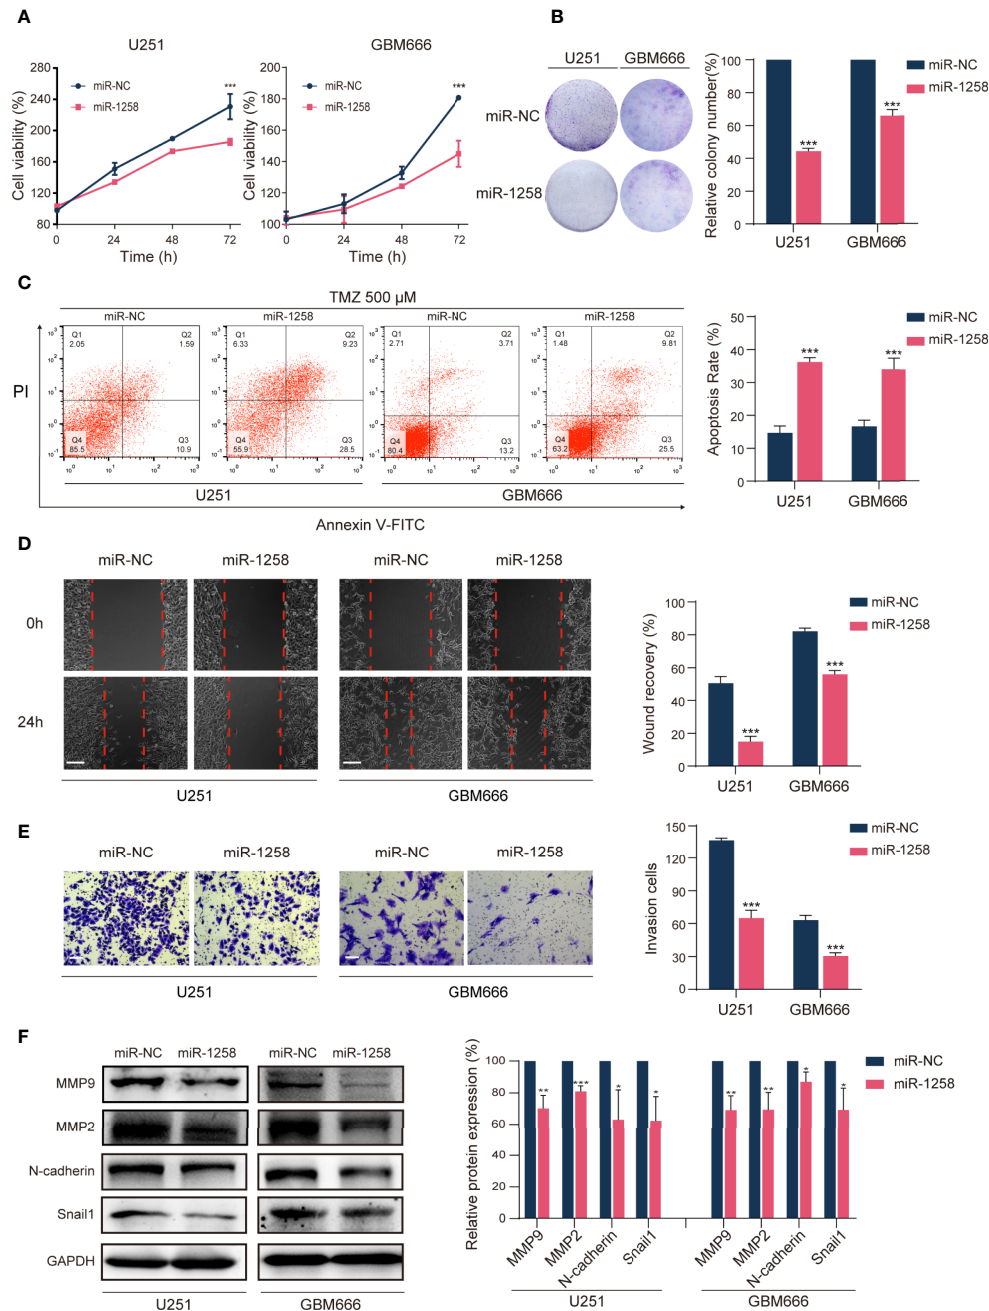 A
U251
GBM666
280
240
200
160
120
80
Cell viability (%)
miR-NC
miR-1258
***
0
24
48
72
Time (h)
200
180
160
140
120
100
Cell viability (%)
miR-NC
miR-1258
***
0
24
48
72
Time (h)
B
U251 GBM666
miR-NC
miR-1258
Relative colony number(%)
100
80
60
40
20
0
***
***
U251 GBM666
miR-NC
miR-1258
C
TMZ 500 μM
miR-NC miR-1258 miR-NC miR-1258
PI
Q1 2.05
Q2 1.59
Q4 85.5
Q3 10.9
Q1 6.33
Q2 9.23
Q4 55.9
Q3 28.5
Q1 2.71
Q2 3.71
Q4 80.4
Q3 13.2
Q1 1.48
Q2 9.81
Q4 63.2
Q3 25.5
U251 GBM666
Annexin V-FITC
Apoptosis Rate (%)
50
40
30
20
10
0
***
***
U251 GBM666
miR-NC
miR-1258
D
miR-NC miR-1258 miR-NC miR-1258
0h
24h
U251 GBM666
Wound recovery (%)
100
80
60
40
20
0
***
***
U251 GBM666
miR-NC
miR-1258
E
miR-NC miR-1258 miR-NC miR-1258
U251 GBM666
Invasion cells
150
120
90
60
30
0
***
***
U251 GBM666
miR-NC
miR-1258
F
miR-NC miR-1258 miR-NC miR-1258
MMP9
MMP2
N-cadherin
Snail1
GAPDH
U251 GBM666
Relative protein expression (%)
100
80
60
40
20
0
** *** * * ** ** * *
MMP9 MMP2 N-cadherin Snail1 MMP9 MMP2 N-cadherin Snail1
U251 GBM666
miR-NC
miR-1258